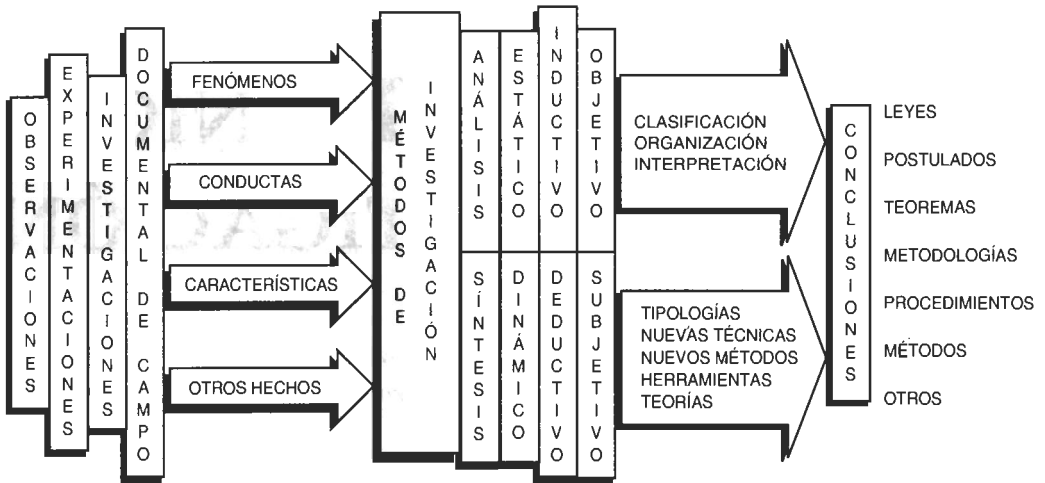 OBSERVACIONES
EXPERIMENTACIONES
INVESTIGACIONES
DOCUMENTAL DE CAMPO
FENÓMENOS
CONDUCTAS
CARACTERÍSTICAS
OTROS HECHOS
MÉTODOS DE
INVESTIGACIÓN
ANÁLISIS
ESTÁTICO
INDUCTIVO
OBJETIVO
SÍNTESIS
DINÁMICO
DEDUCTIVO
SUBJETIVO
CLASIFICACIÓN
ORGANIZACIÓN
INTERPRETACIÓN
TIPOLOGÍAS
NUEVAS TÉCNICAS
NUEVOS MÉTODOS
HERRAMIENTAS
TEORÍAS
CONCLUSIONES
LEYES
POSTULADOS
TEOREMAS
METODOLOGÍAS
PROCEDIMIENTOS
MÉTODOS
OTROS